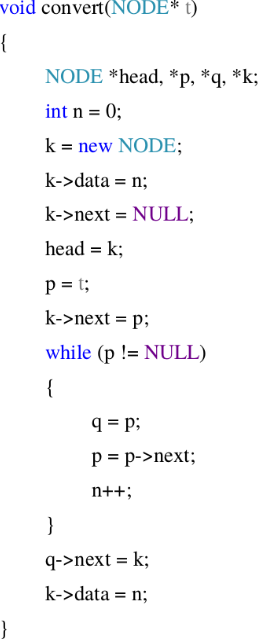 void convert(NODE* t)
{
NODE *head, *p, *q, *k;
int n = 0;
k = new NODE;
k->data = n;
k->next = NULL;
head = k;
p = t;
k->next = p;
while (p != NULL)
{
q = p;
p = p->next;
n++;
}
q->next = k;
k->data = n;
}